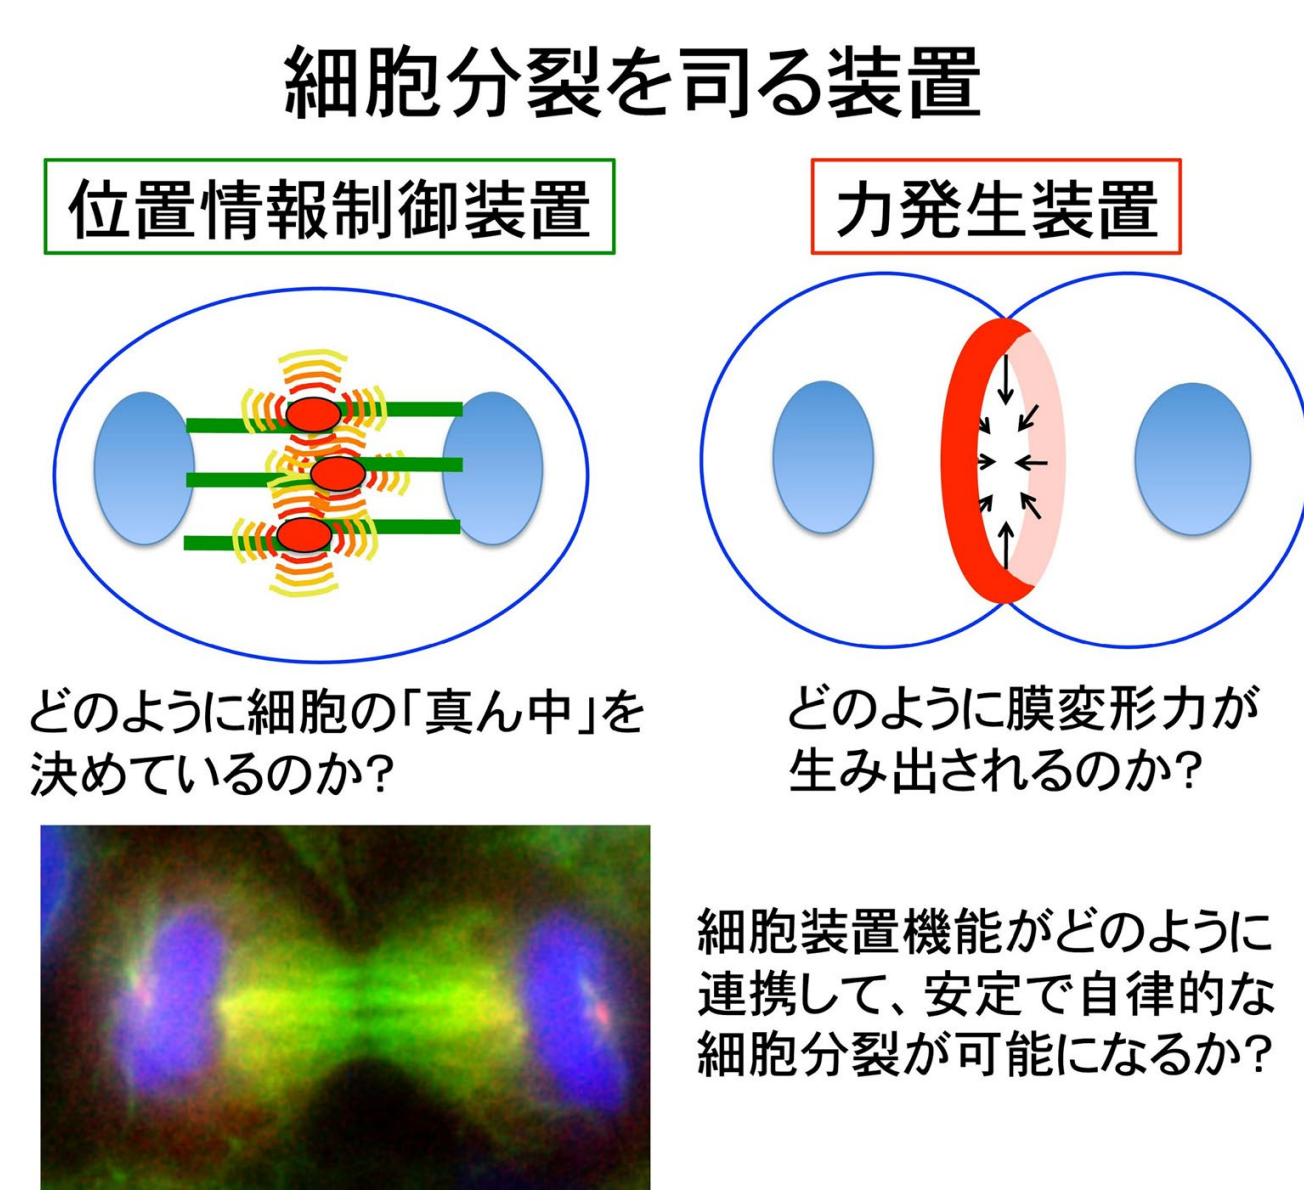 細胞分裂を司る装置
位置情報制御装置
力発生装置
どのように細胞の「真ん中」を
決めているのか?
どのように膜変形力が
生み出されるのか?
細胞装置機能がどのように
連携して、安定で自律的な
細胞分裂が可能になるか?